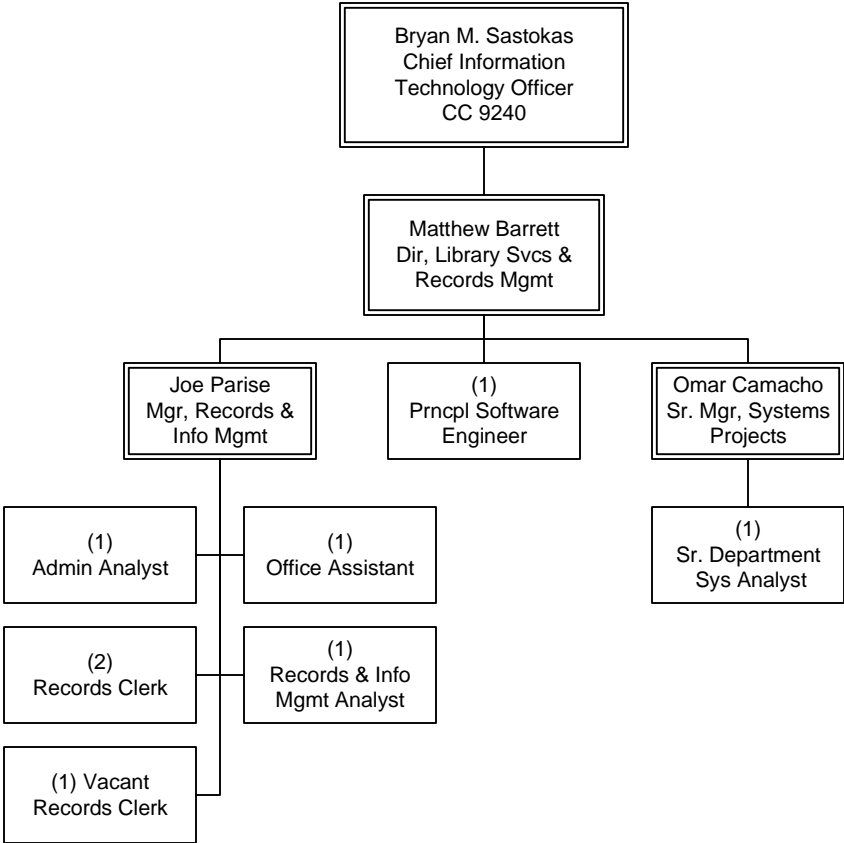 Bryan M. Sastokas
Chief Information
Technology Officer
CC 9240
Matthew Barrett
Dir, Library Svcs &
Records Mgmt
Joe Parise
Mgr, Records &
Info Mgmt
(1)
Prncpl Software
Engineer
Omar Camacho
Sr. Mgr, Systems
Projects
(1)
Admin Analyst
(1)
Office Assistant
(1)
Sr. Department
Sys Analyst
(2)
Records Clerk
(1)
Records & Info
Mgmt Analyst
(1) Vacant
Records Clerk